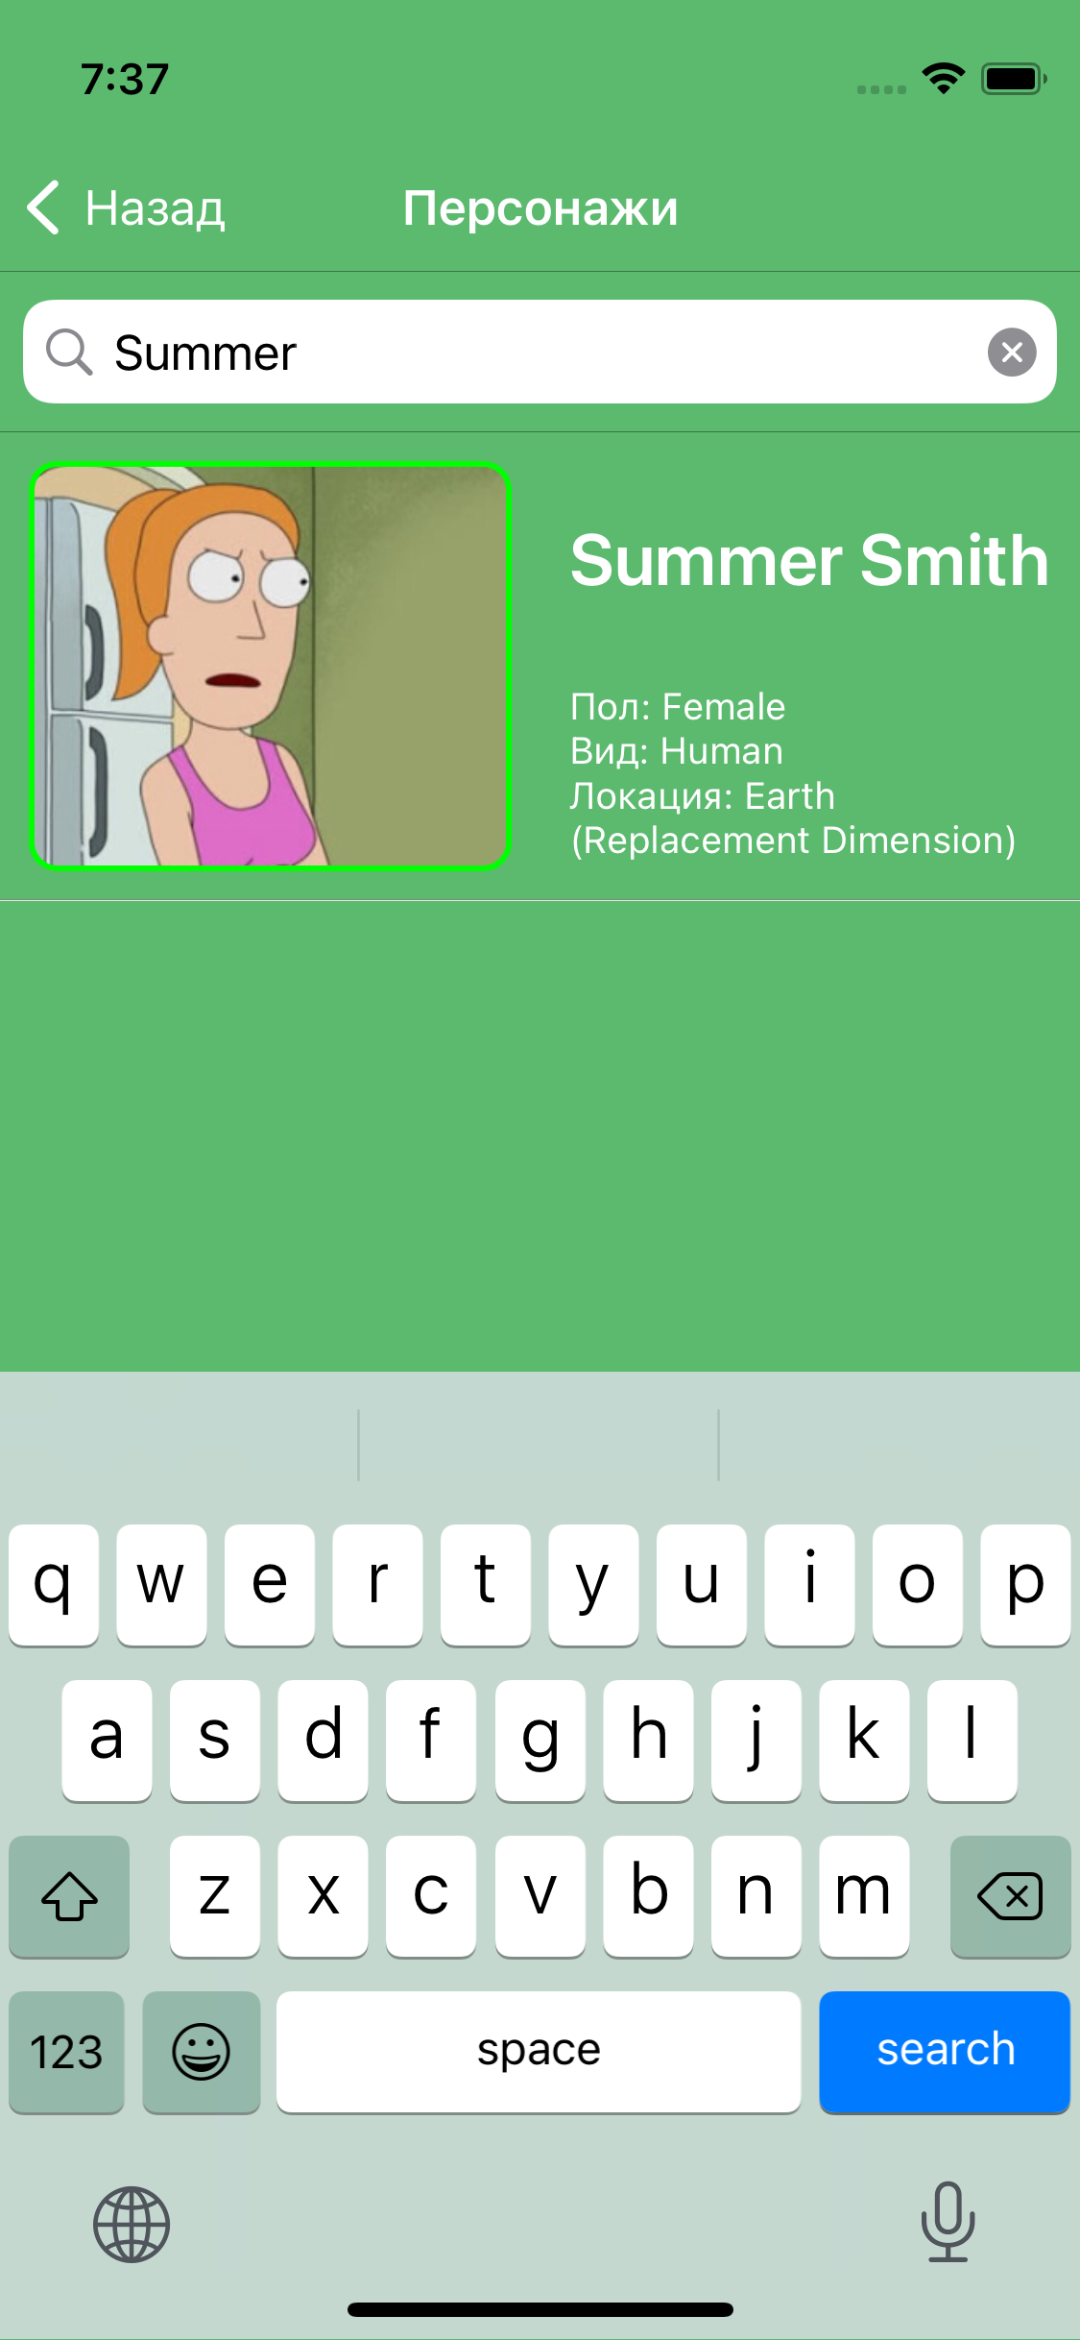 7:37
Назад
Персонажи
Summer
Summer Smith
Пол: Female
Вид: Human
Локация: Earth
(Replacement Dimension)
q w e r t y u i o p
a s d f g h j k l
z x c v b n m
123 space search